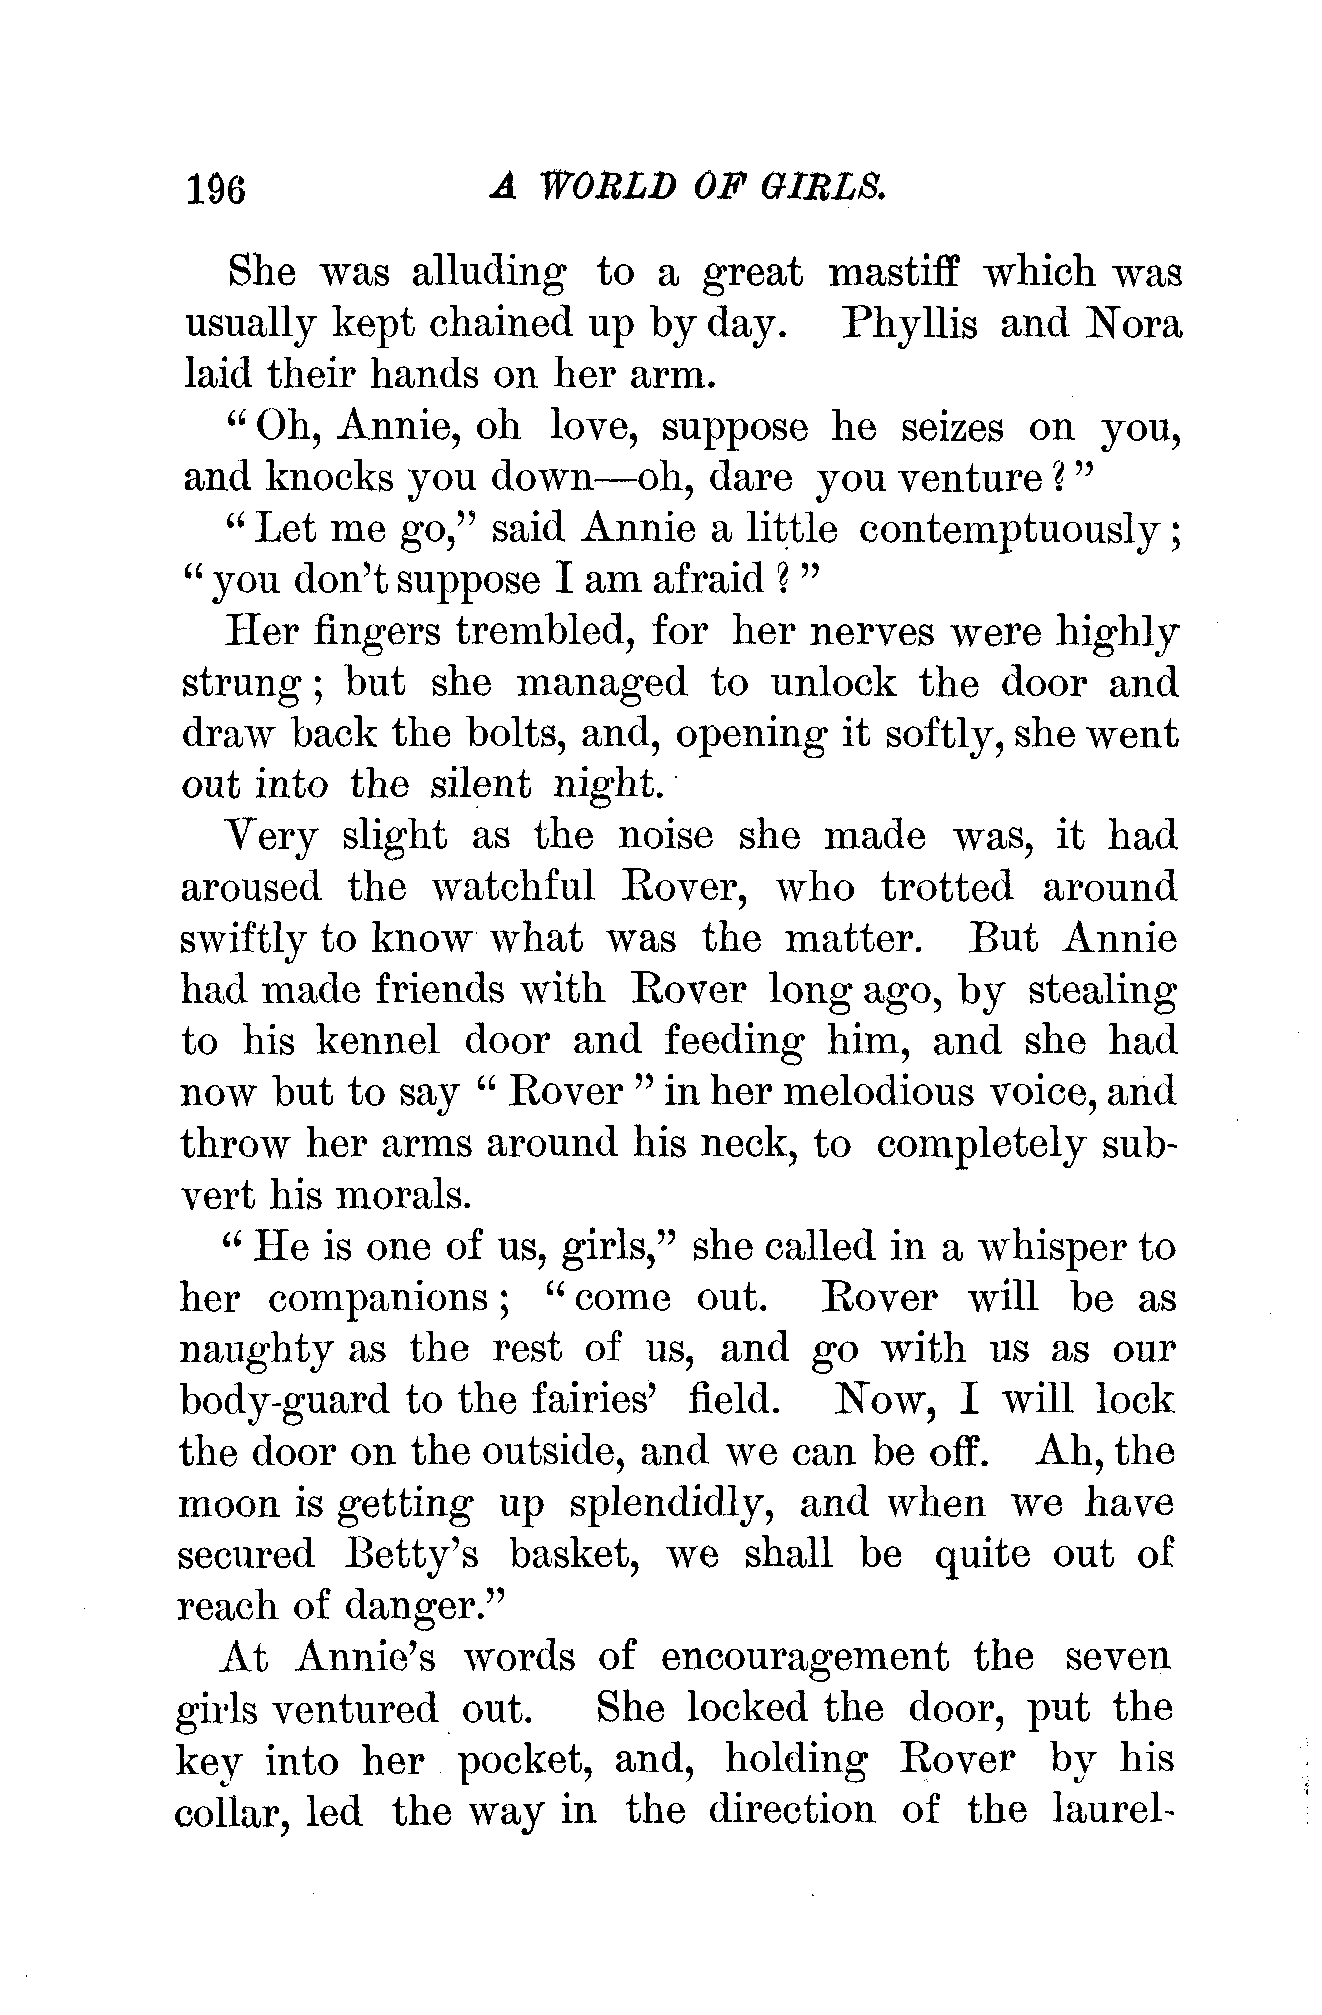 196 A WORLD OF GIRLS.
She was alluding to a great mastiff which was
usually kept chained up by day. Phyllis and Nora
laid their hands on her arm.
“Oh, Annie, oh love, suppose he seizes on you,
and knocks you down—oh, dare you venture?”
“Let me go,” said Annie a little contemptuously;
“you don’t suppose I am afraid?”
Her fingers trembled, for her nerves were highly
strung; but she managed to unlock the door and
draw back the bolts, and, opening it softly, she went
out into the silent night.
Very slight as the noise she made was, it had
aroused the watchful Rover, who trotted around
swiftly to know what was the matter. But Annie
had made friends with Rover long ago, by stealing
to his kennel door and feeding him, and she had
now but to say “Rover” in her melodious voice, and
throw her arms around his neck, to completely sub-
vert his morals.
“He is one of us, girls,” she called in a whisper to
her companions; “come out. Rover will be as
naughty as the rest of us, and go with us as our
body-guard to the fairies’ field. Now, I will lock
the door on the outside, and we can be off. Ah, the
moon is getting up splendidly, and when we have
secured Betty’s basket, we shall be quite out of
reach of danger.”
At Annie’s words of encouragement the seven
girls ventured out. She locked the door, put the
key into her pocket, and, holding Rover by his
collar, led the way in the direction of the laurel-